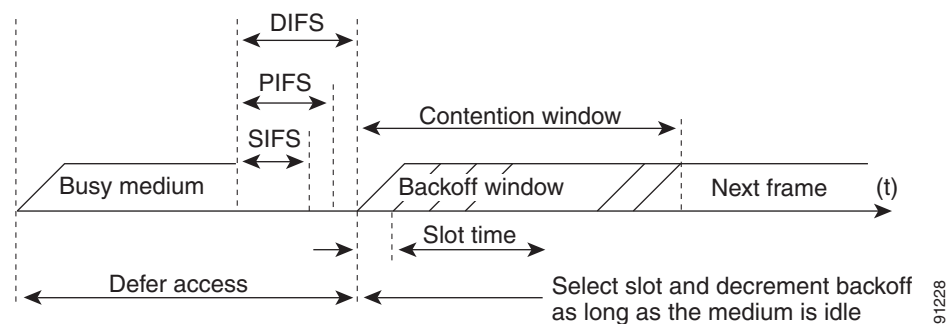 DIFS
PIFS
Contention window
SIFS
Busy medium
Backoff window
Next frame
(t)
Slot time
Defer access
Select slot and decrement backoff
as long as the medium is idle
91228